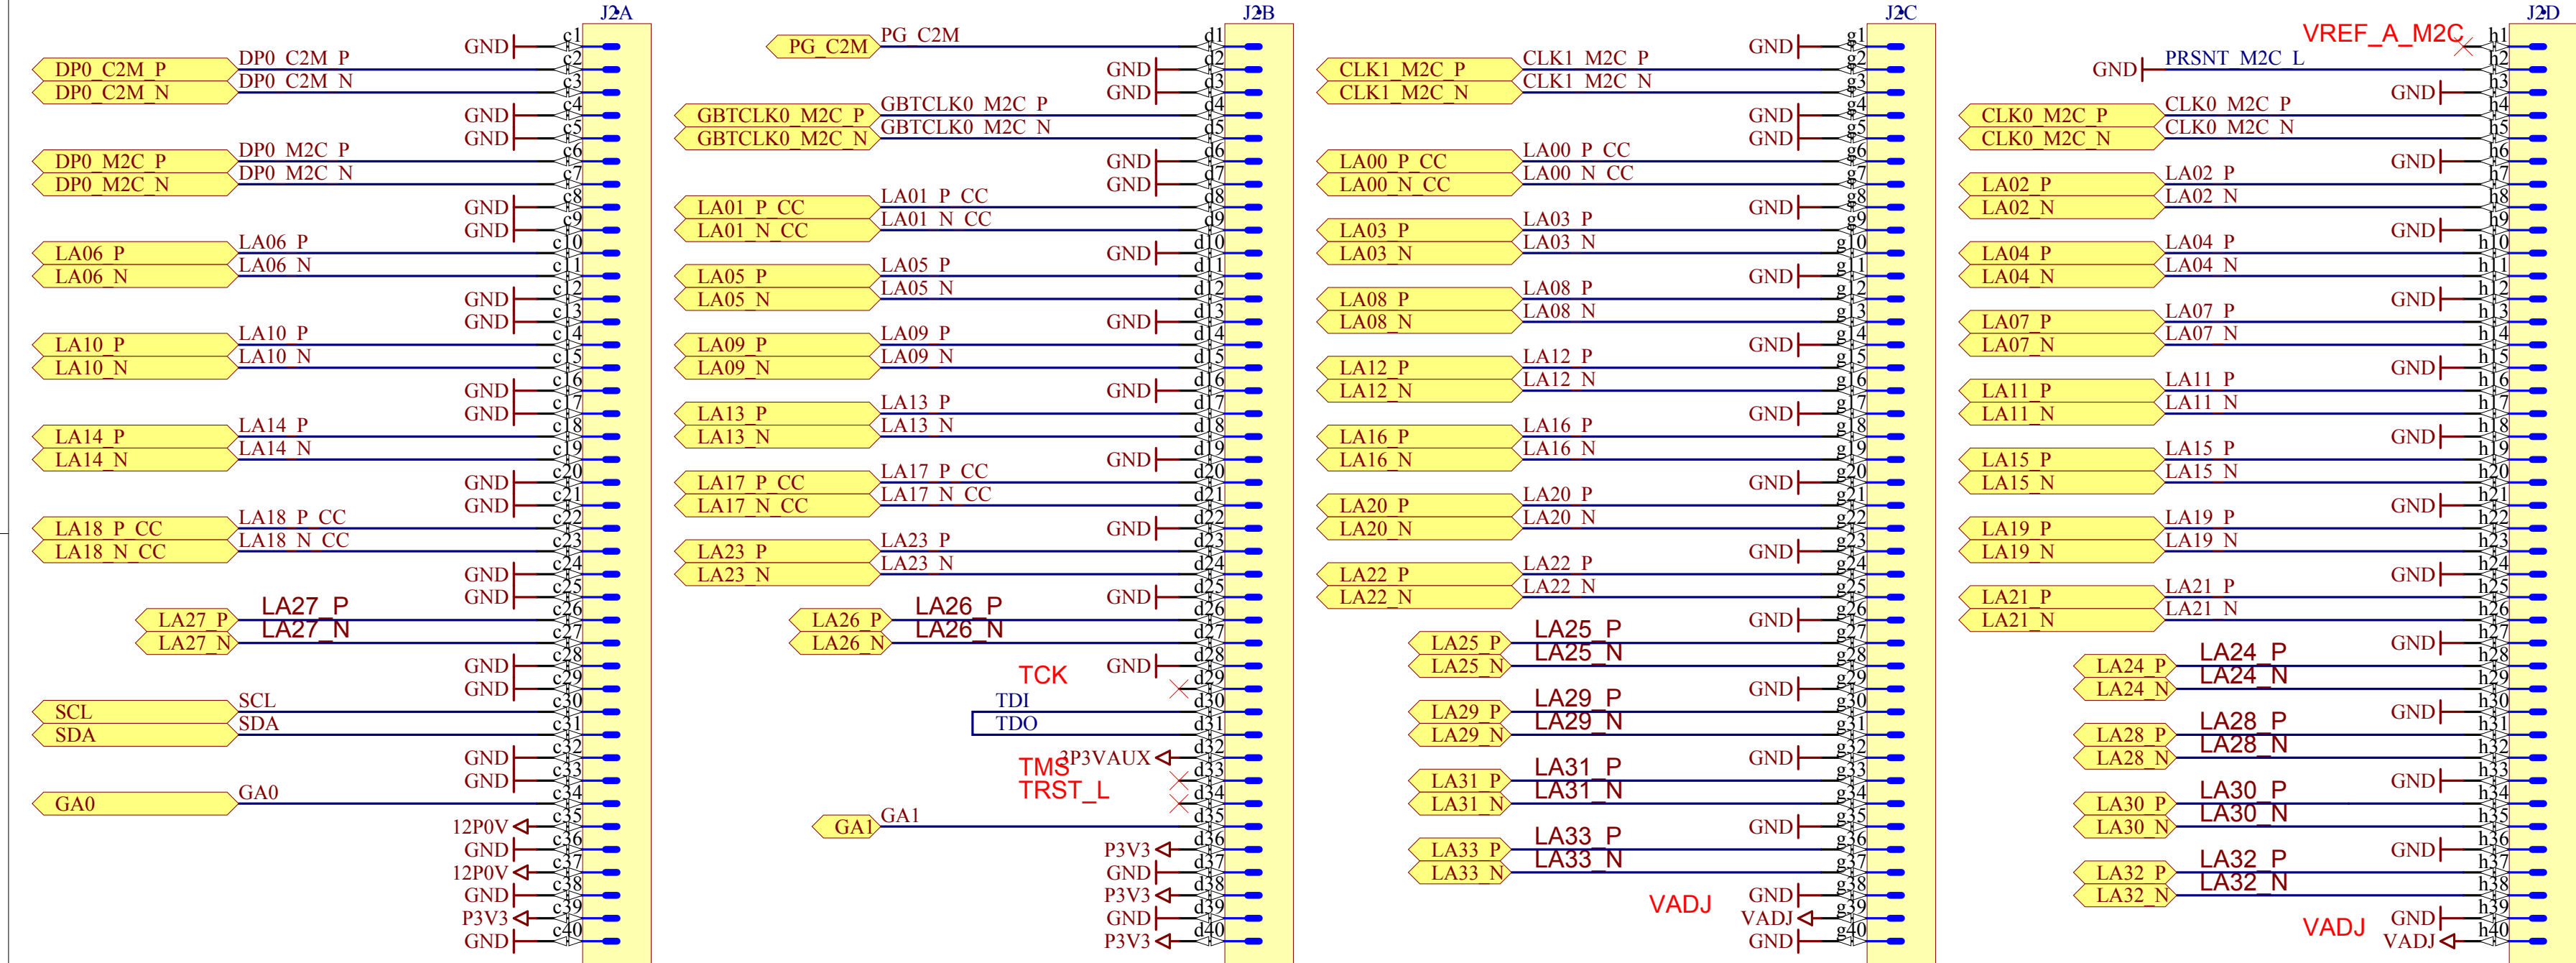 J2A
GND c1
DP0_C2M_P DP0_C2M_P c2
DP0_C2M_N DP0_C2M_N c3
GND c4
GND c5
DP0_M2C_P DP0_M2C_P c6
DP0_M2C_N DP0_M2C_N c7
GND c8
GND c9
LA06_P LA06_P c10
LA06_N LA06_N c11
GND c12
GND c13
LA10_P LA10_P c14
LA10_N LA10_N c15
GND c16
GND c17
LA14_P LA14_P c18
LA14_N LA14_N c19
GND c20
GND c21
LA18_P_CC LA18_P_CC c22
LA18_N_CC LA18_N_CC c23
GND c24
GND c25
LA27_P LA27_P c26
LA27_N LA27_N c27
GND c28
GND c29
SCL SCL c30
SDA SDA c31
GND c32
GND c33
GA0 GA0 c34
12P0V c35
GND c36
12P0V c37
GND c38
P3V3 c39
GND c40
J2B
PG_C2M PG_C2M d1
GND d2
GND d3
GBTCLK0_M2C_P GBTCLK0_M2C_P d4
GBTCLK0_M2C_N GBTCLK0_M2C_N d5
GND d6
GND d7
LA01_P_CC LA01_P_CC d8
LA01_N_CC LA01_N_CC d9
GND d10
LA05_P LA05_P d11
LA05_N LA05_N d12
GND d13
LA09_P LA09_P d14
LA09_N LA09_N d15
GND d16
LA13_P LA13_P d17
LA13_N LA13_N d18
GND d19
LA17_P_CC LA17_P_CC d20
LA17_N_CC LA17_N_CC d21
GND d22
LA23_P LA23_P d23
LA23_N LA23_N d24
GND d25
LA26_P LA26_P d26
LA26_N LA26_N d27
GND d28
TCK d29
TDI d30
TDO d31
3P3VAUX d32
TMS d33
TRST_L d34
GA1 GA1 d35
P3V3 d36
GND d37
P3V3 d38
GND d39
P3V3 d40
J2C
GND g1
CLK1_M2C_P CLK1_M2C_P g2
CLK1_M2C_N CLK1_M2C_N g3
GND g4
GND g5
LA00_P_CC LA00_P_CC g6
LA00_N_CC LA00_N_CC g7
GND g8
LA03_P LA03_P g9
LA03_N LA03_N g10
GND g11
LA08_P LA08_P g12
LA08_N LA08_N g13
GND g14
LA12_P LA12_P g15
LA12_N LA12_N g16
GND g17
LA16_P LA16_P g18
LA16_N LA16_N g19
GND g20
LA20_P LA20_P g21
LA20_N LA20_N g22
GND g23
LA22_P LA22_P g24
LA22_N LA22_N g25
GND g26
LA25_P LA25_P g27
LA25_N LA25_N g28
GND g29
LA29_P LA29_P g30
LA29_N LA29_N g31
GND g32
LA31_P LA31_P g33
LA31_N LA31_N g34
GND g35
LA33_P LA33_P g36
LA33_N LA33_N g37
GND g38
VADJ VADJ g39
GND g40
J2D
VREF_A_M2C h1
GND PRSNT_M2C_L h2
GND h3
CLK0_M2C_P CLK0_M2C_P h4
CLK0_M2C_N CLK0_M2C_N h5
GND h6
LA02_P LA02_P h7
LA02_N LA02_N h8
GND h9
LA04_P LA04_P h10
LA04_N LA04_N h11
GND h12
LA07_P LA07_P h13
LA07_N LA07_N h14
GND h15
LA11_P LA11_P h16
LA11_N LA11_N h17
GND h18
LA15_P LA15_P h19
LA15_N LA15_N h20
GND h21
LA19_P LA19_P h22
LA19_N LA19_N h23
GND h24
LA21_P LA21_P h25
LA21_N LA21_N h26
GND h27
LA24_P LA24_P h28
LA24_N LA24_N h29
GND h30
LA28_P LA28_P h31
LA28_N LA28_N h32
GND h33
LA30_P LA30_P h34
LA30_N LA30_N h35
GND h36
LA32_P LA32_P h37
LA32_N LA32_N h38
GND h39
VADJ VADJ h40